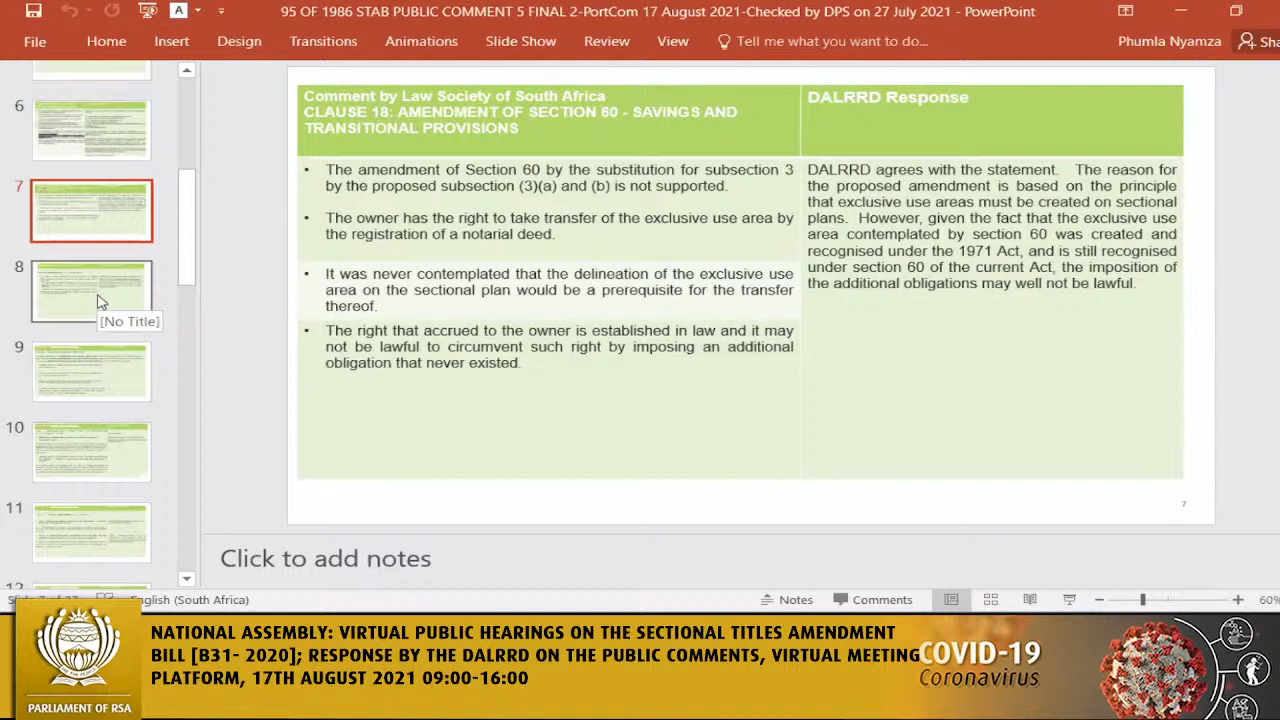 95 OF 1986 STAB PUBLIC COMMENT 5 FINAL 2-PortCom 17 August 2021-Checked by DPS on 27 July 2021 - PowerPoint
A
File Home Insert Design Transitions Animations Slide Show Review View Tell me what you want to do... Phumla Nyamza Sha
6
7
8
[No Title]
9
10
11
Comment by Law Society of South Africa
CLAUSE 18: AMENDMENT OF SECTION 60 - SAVINGS AND
TRANSITIONAL PROVISIONS
• The amendment of Section 60 by the substitution for subsection 3
by the proposed subsection (3)(a) and (b) is not supported.
• The owner has the right to take transfer of the exclusive use area by
the registration of a notarial deed.
It was never contemplated that the delineation of the exclusive use
area on the sectional plan would be a prerequisite for the transfer
thereof.
• The right that accrued to the owner is established in law and it may
not be lawful to circumvent such right by imposing an additional
obligation that never existed.
DALRRD Response
DALRRD agrees with the statement. The reason for
the proposed amendment is based on the principle
that exclusive use areas must be created on sectional
plans. However, given the fact that the exclusive use
area contemplated by section 60 was created and
recognised under the 1971 Act, and is still recognised
under section 60 of the current Act, the imposition of
the additional obligations may well not be lawful.
7
Click to add notes
English (South Africa) Notes Comments 60%
NATIONAL ASSEMBLY: VIRTUAL PUBLIC HEARINGS ON THE SECTIONAL TITLES AMENDMENT
BILL [B31- 2020]; RESPONSE BY THE DALRRD ON THE PUBLIC COMMENTS, VIRTUAL MEETING
PLATFORM, 17TH AUGUST 2021 09:00-16:00
PARLIAMENT OF RSA
COVID-19
Coronavirus